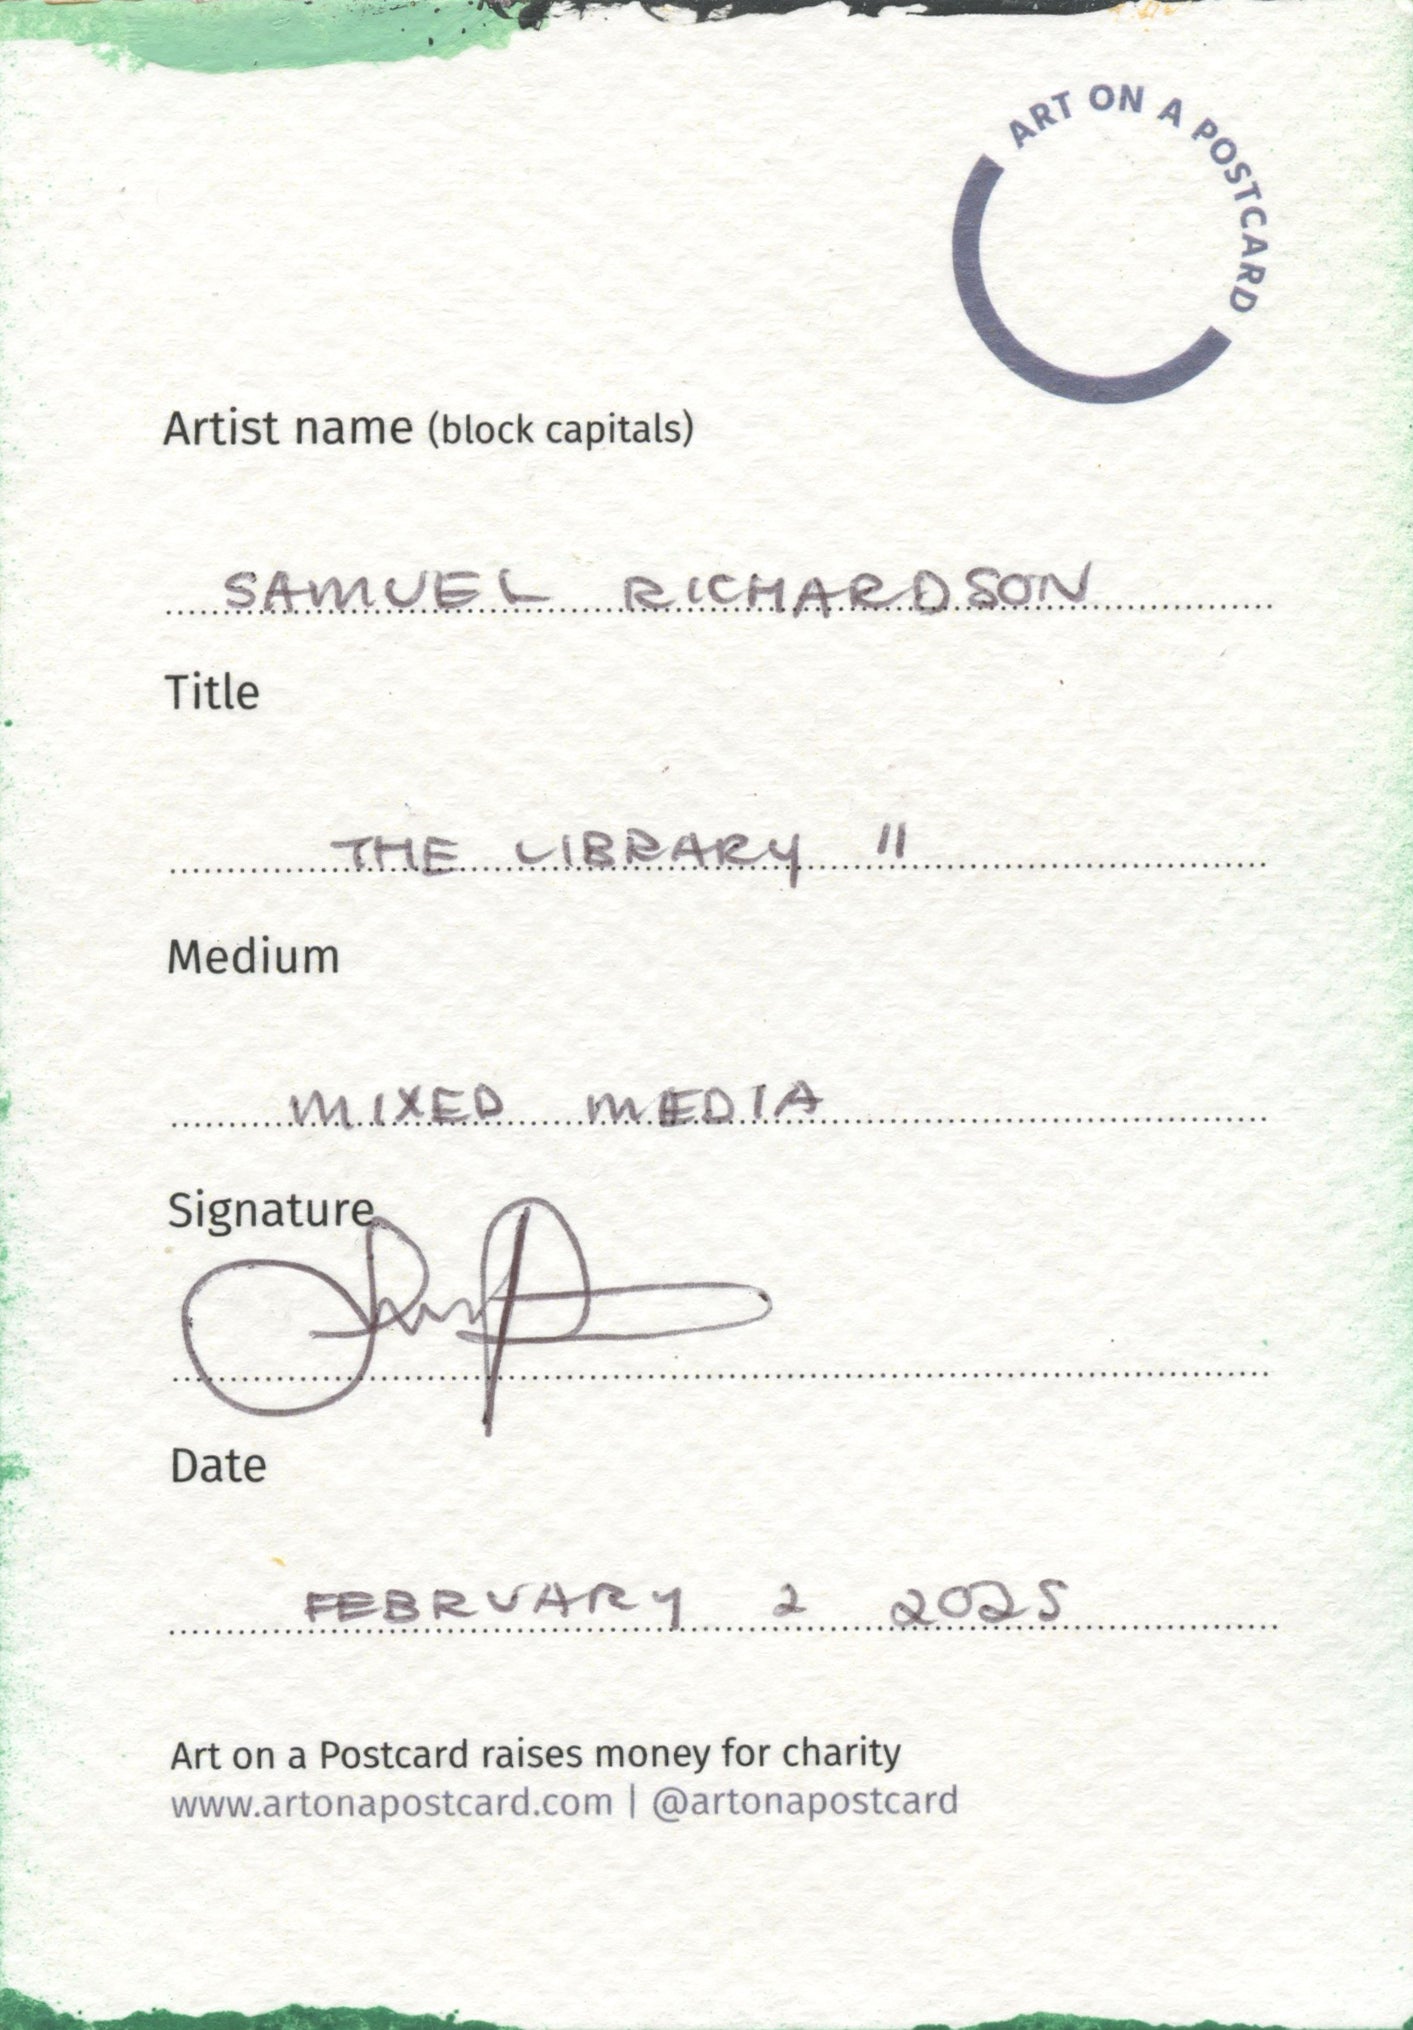 ART ON A POSTCARD
Artist name (block capitals)
SAMUEL RICHARDSON
Title
THE LIBRARY II
Medium
MIXED MEDIA
Signature
Date
FEBRUARY 2 2025
Art on a Postcard raises money for charity
www.artonapostcard.com | @artonapostcard